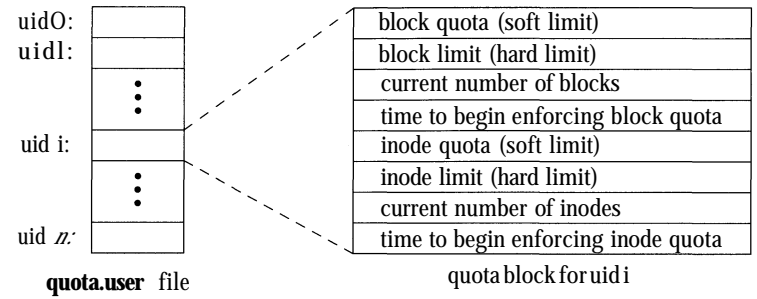 uidO:
uidl:
uid i:
uid n:
quota.user file
block quota (soft limit)
block limit (hard limit)
current number of blocks
time to begin enforcing block quota
inode quota (soft limit)
inode limit (hard limit)
current number of inodes
time to begin enforcing inode quota
quota block for uid i